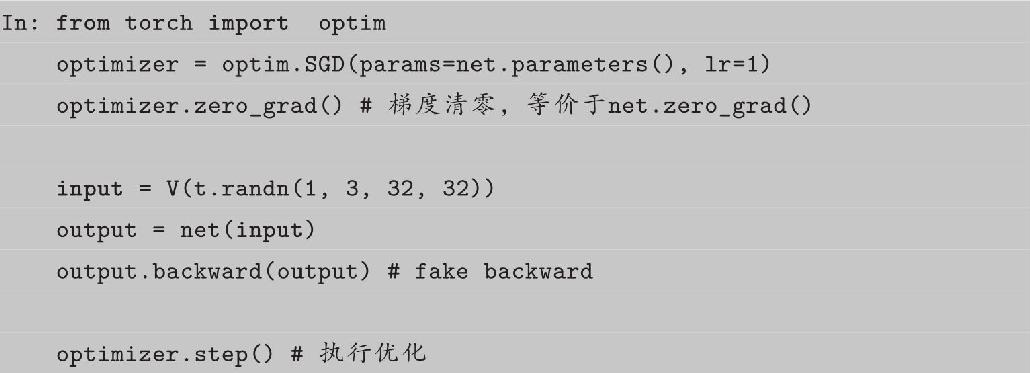 In: from torch import  optim
    optimizer = optim.SGD(params=net.parameters(), lr=1)
    optimizer.zero_grad() # 梯度清零，等价于net.zero_grad()

    input = V(t.randn(1, 3, 32, 32))
    output = net(input)
    output.backward(output) # fake backward

    optimizer.step() # 执行优化